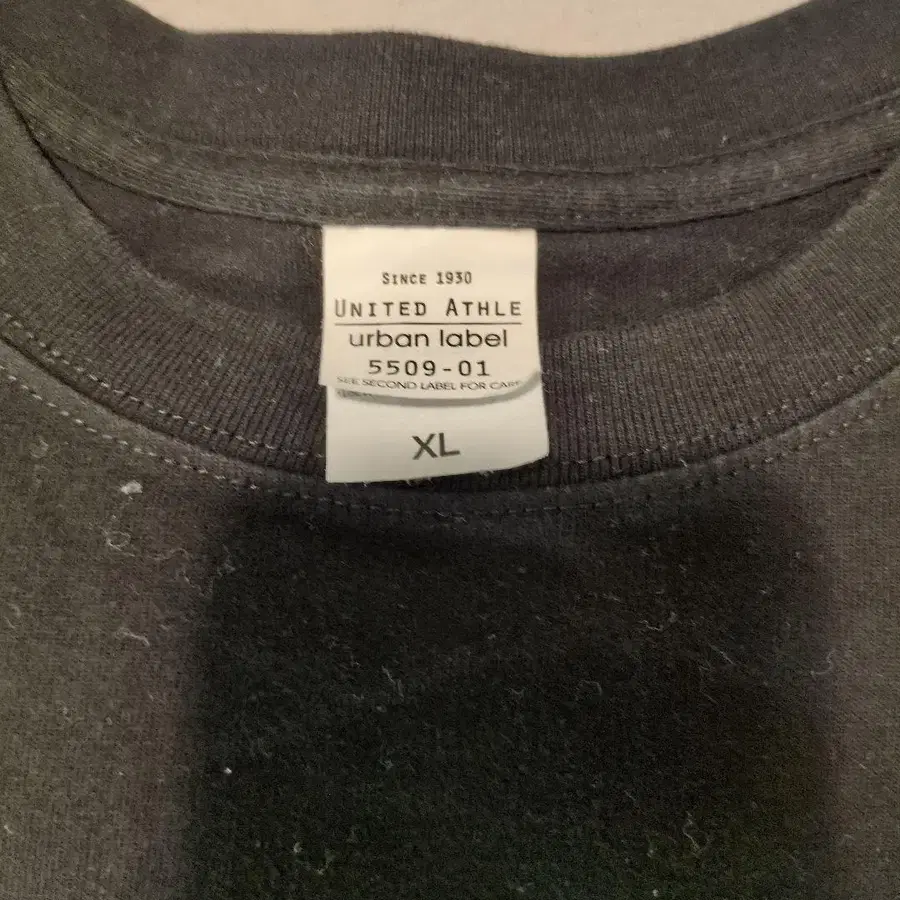 SINCE 1930
UNITED ATHLE
urban label
5509-01
SEE SECOND LABEL FOR CARE
XL